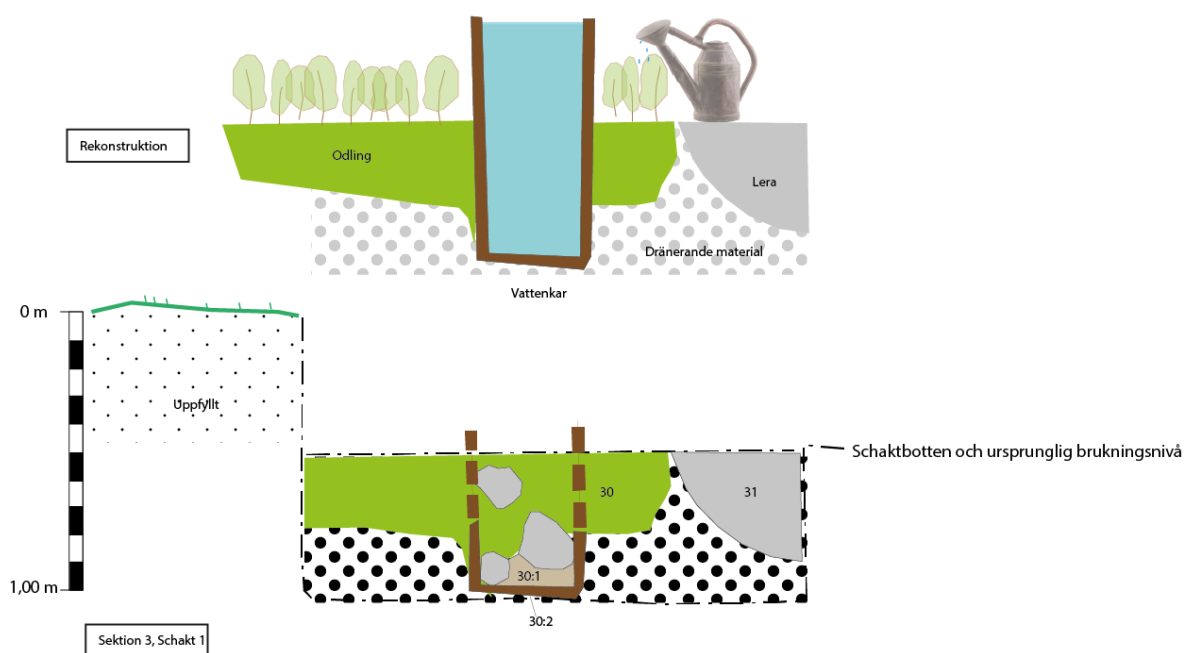 Rekonstruktion
Odling
Lera
Dränerande material
Vattenkar
0 m
Uppfyllt
Schaktbotten och ursprunglig brukningsnivå
30
31
30:1
1,00 m
30:2
Sektion 3, Schakt 1